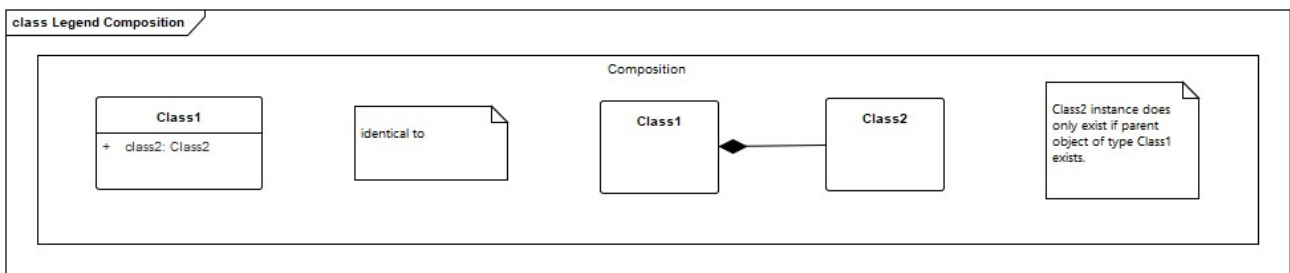 class Legend Composition
Composition
Class1
+ class2: Class2
identical to
Class1
Class2
Class2 instance does
only exist if parent
object of type Class1
exists.